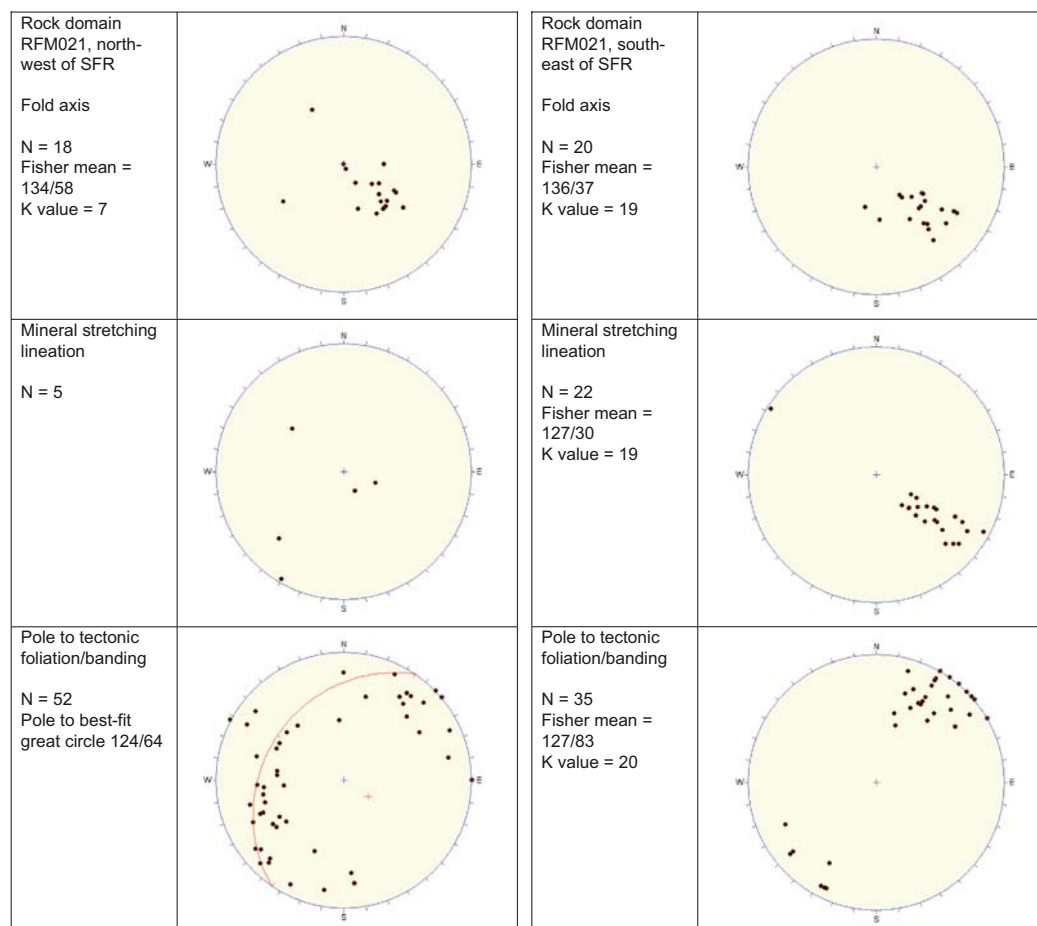 Rock domain
RFM021, north-
west of SFR
Fold axis
N = 18
Fisher mean =
134/58
K value = 7
N
W
E
S
Rock domain
RFM021, south-
east of SFR
Fold axis
N = 20
Fisher mean =
136/37
K value = 19
N
W
E
S
Mineral stretching
lineation
N = 5
N
W
E
S
Mineral stretching
lineation
N = 22
Fisher mean =
127/30
K value = 19
N
W
E
S
Pole to tectonic
foliation/banding
N = 52
Pole to best-fit
great circle 124/64
N
W
E
S
Pole to tectonic
foliation/banding
N = 35
Fisher mean =
127/83
K value = 20
N
W
E
S